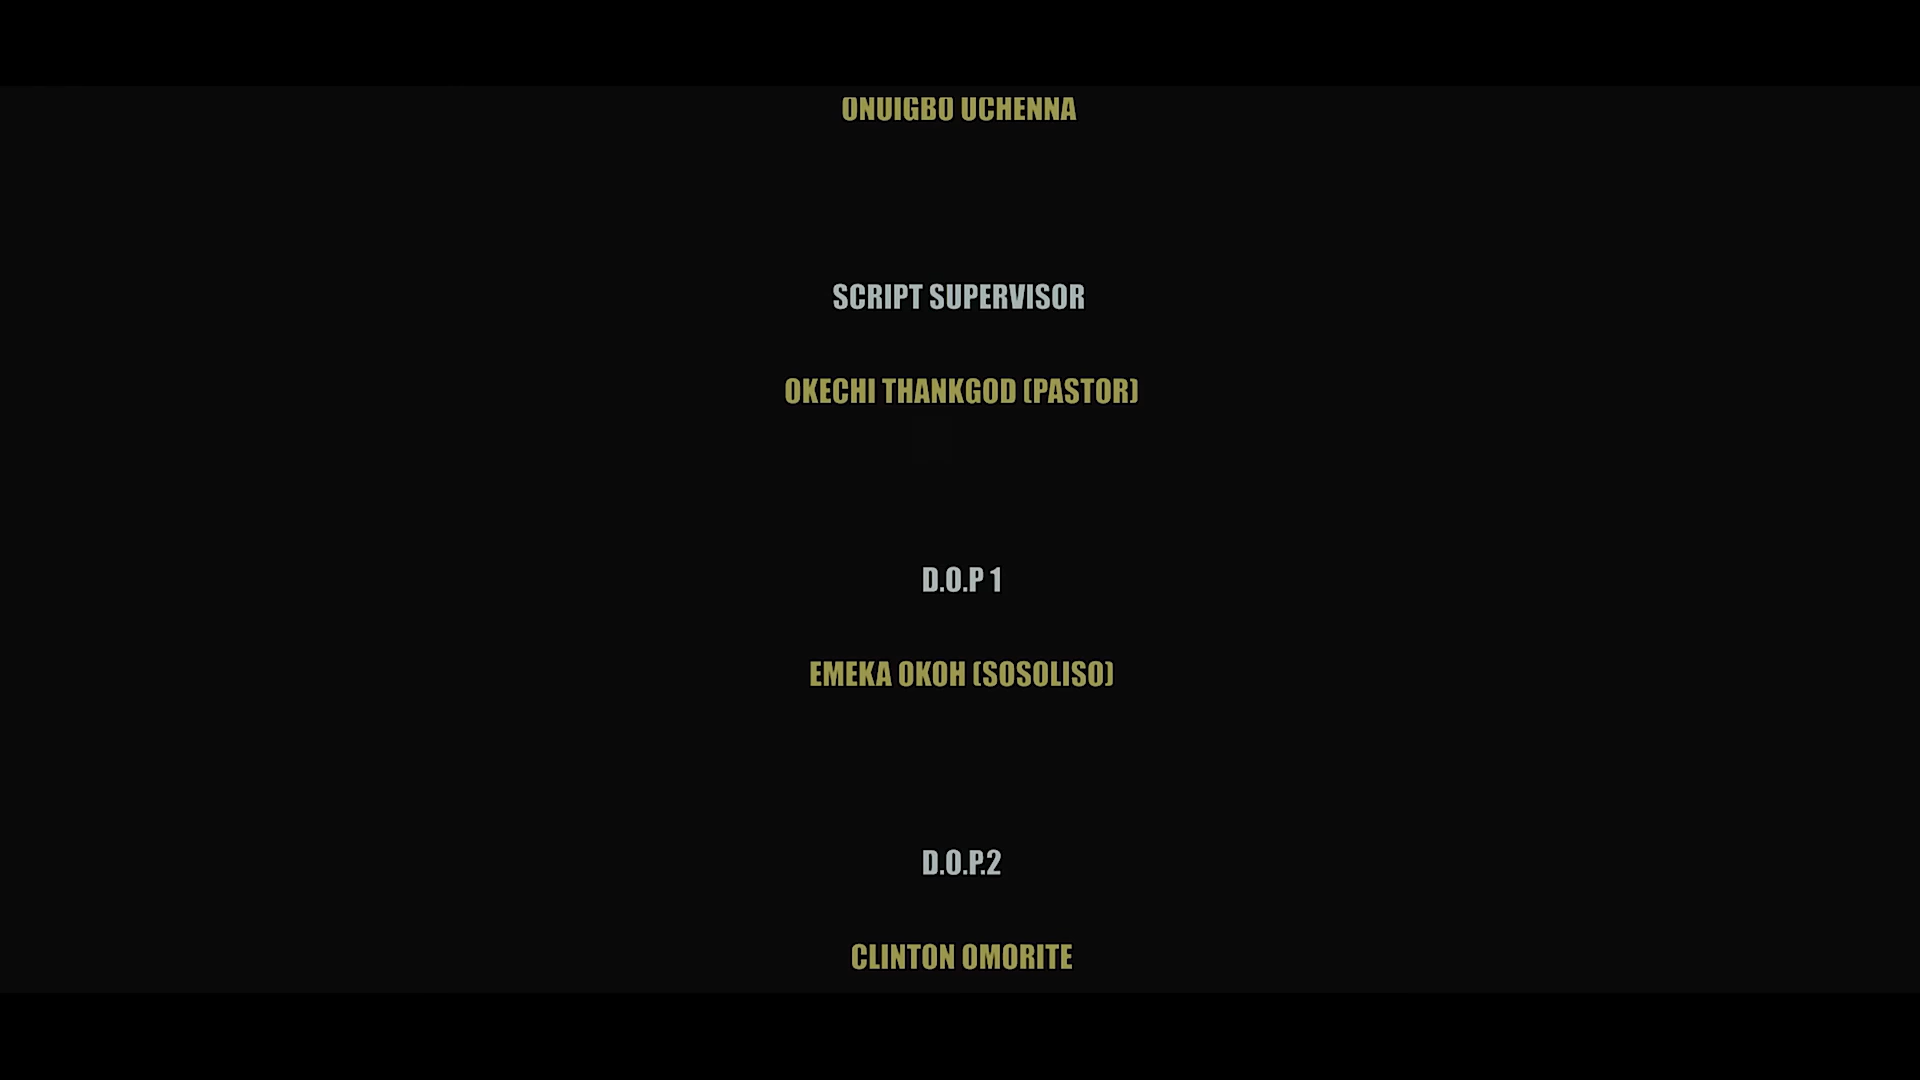 ONUIGBO UCHENNA
SCRIPT SUPERVISOR
OKECHI THANKGOD (PASTOR)
D.O.P 1
EMEKA OKOH (SOSOLISO)
D.O.P.2
CLINTON OMORITE